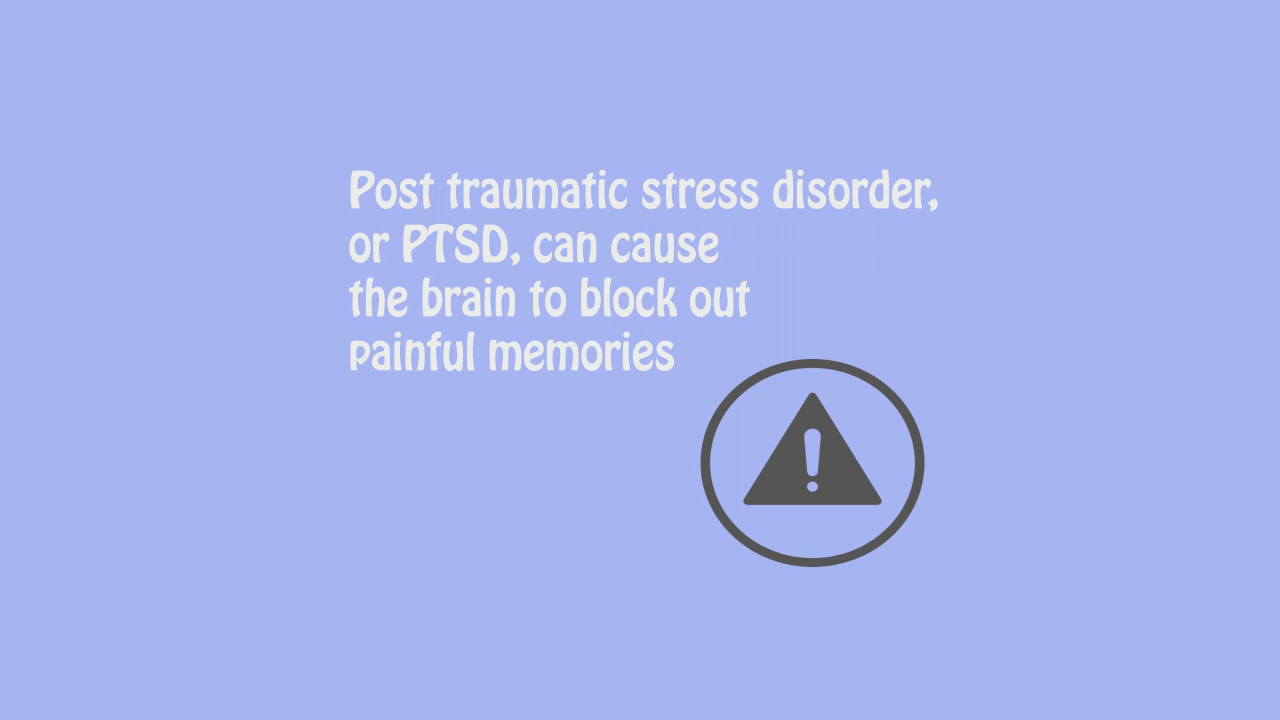 Post traumatic stress disorder,
or PTSD, can cause
the brain to block out
painful memories